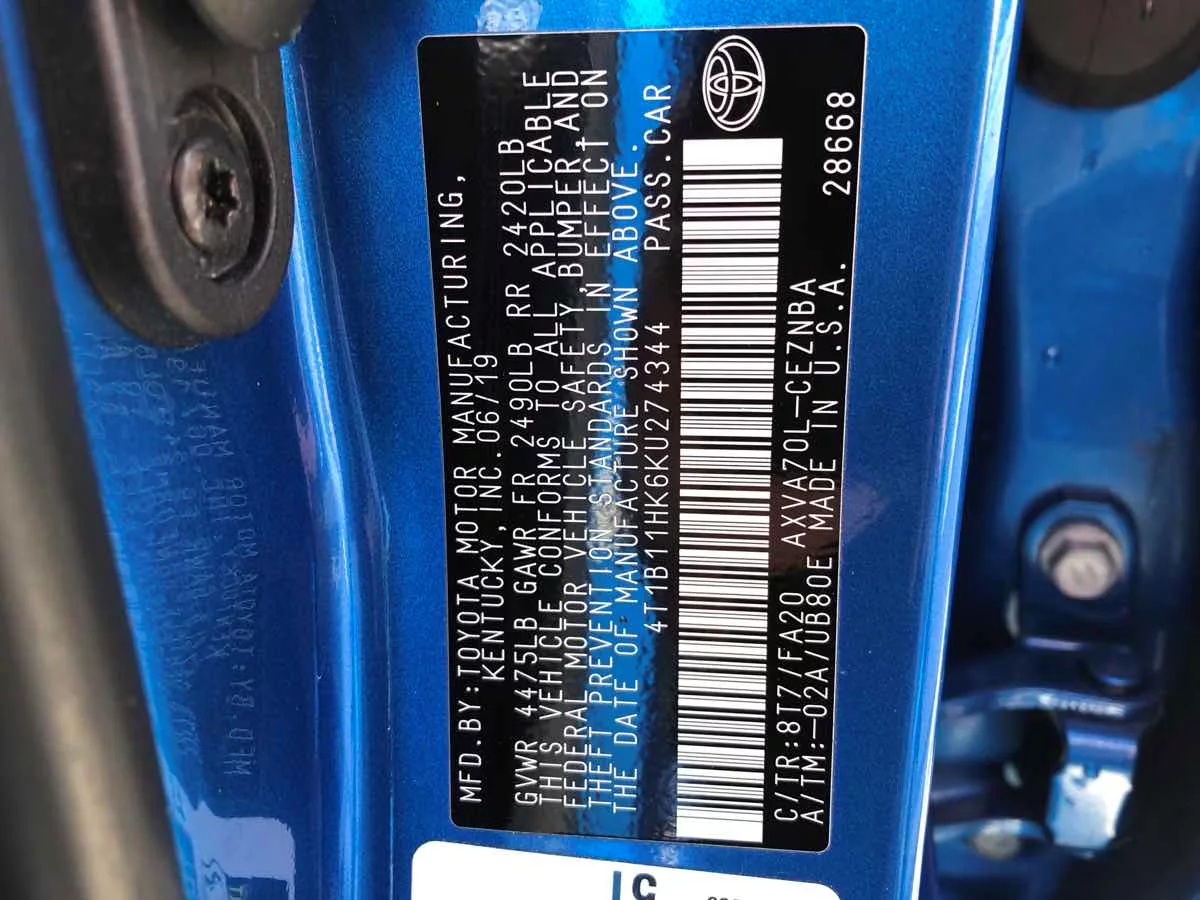 MFD.BY:TOYOTA MOTOR MANUFACTURING,
KENTUCKY,INC.06/19
GVWR 4475LB GAWR FR 2490LB RR 2420LB
THIS VEHICLE CONFORMS TO ALL APPLICABLE
FEDERAL MOTOR VEHICLE SAFETY,BUMPER,AND
THEFT PREVENTION STANDARDS IN EFFECT ON
THE DATE OF MANUFACTURE SHOWN ABOVE.
4T1B11HK6KU274344 PASS.CAR
C/TR:8T7/FA20 AXVA70L-CEZNBA
A/TM:-02A/UB80E MADE IN U.S.A. 28668